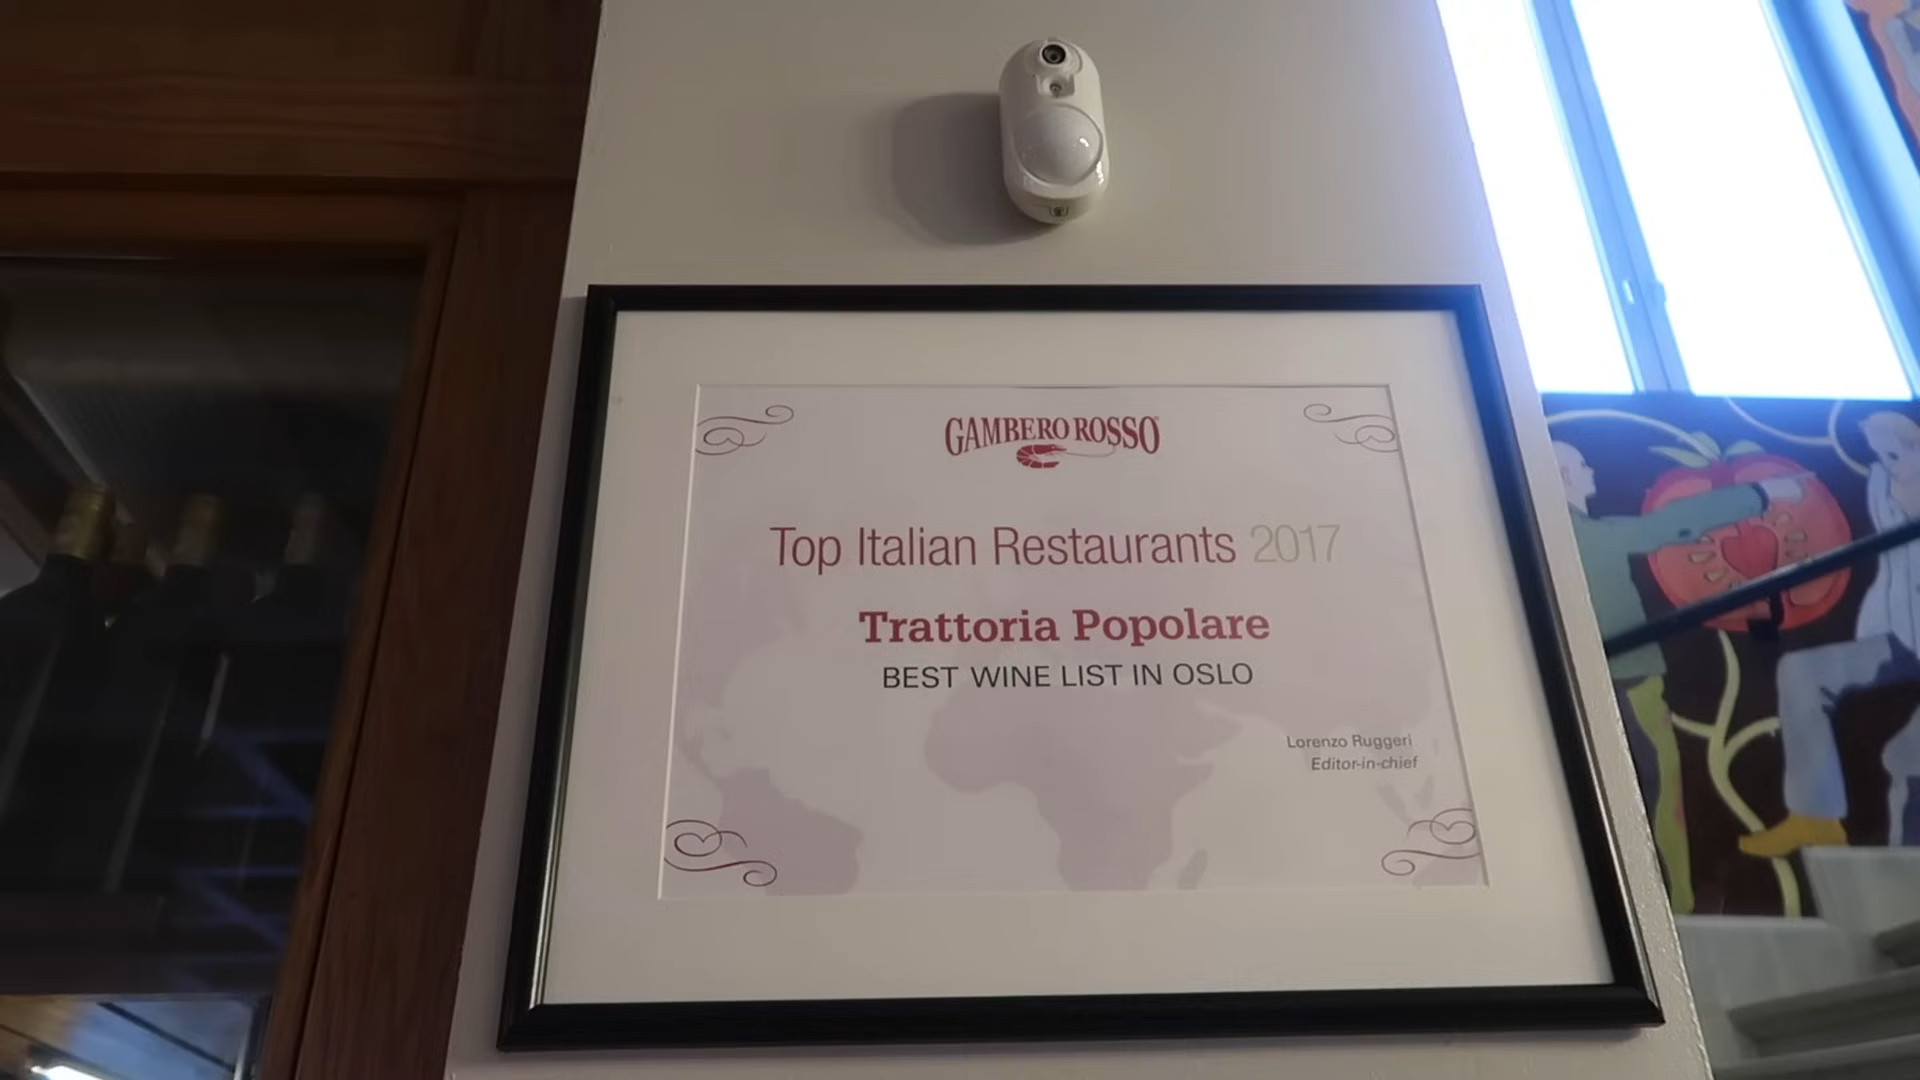 GAMBERO ROSSO
Top Italian Restaurants 2017
Trattoria Popolare
BEST WINE LIST IN OSLO
Lorenzo Ruggeri
Editor-in-chief